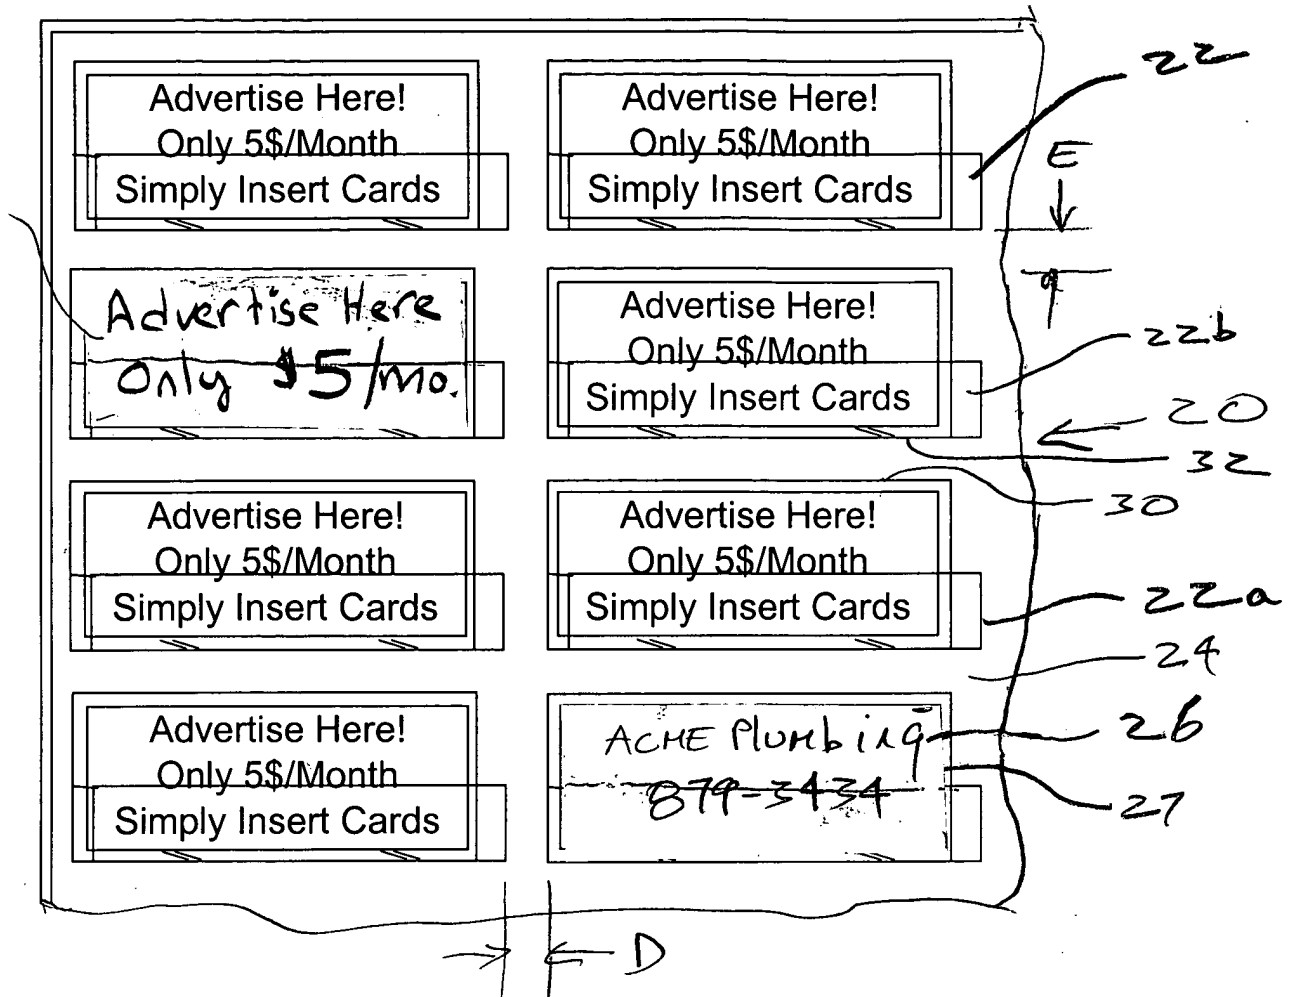 Advertise Here!
Only 5$/Month
Simply Insert Cards
Advertise Here!
Only 5$/Month
Simply Insert Cards
22
E
Advertise Here
Only $5/mo.
Advertise Here!
Only 5$/Month
Simply Insert Cards
22b
20
32
30
Advertise Here!
Only 5$/Month
Simply Insert Cards
Advertise Here!
Only 5$/Month
Simply Insert Cards
22a
24
Advertise Here!
Only 5$/Month
Simply Insert Cards
ACME Plumbing
879-3434
26
27
D